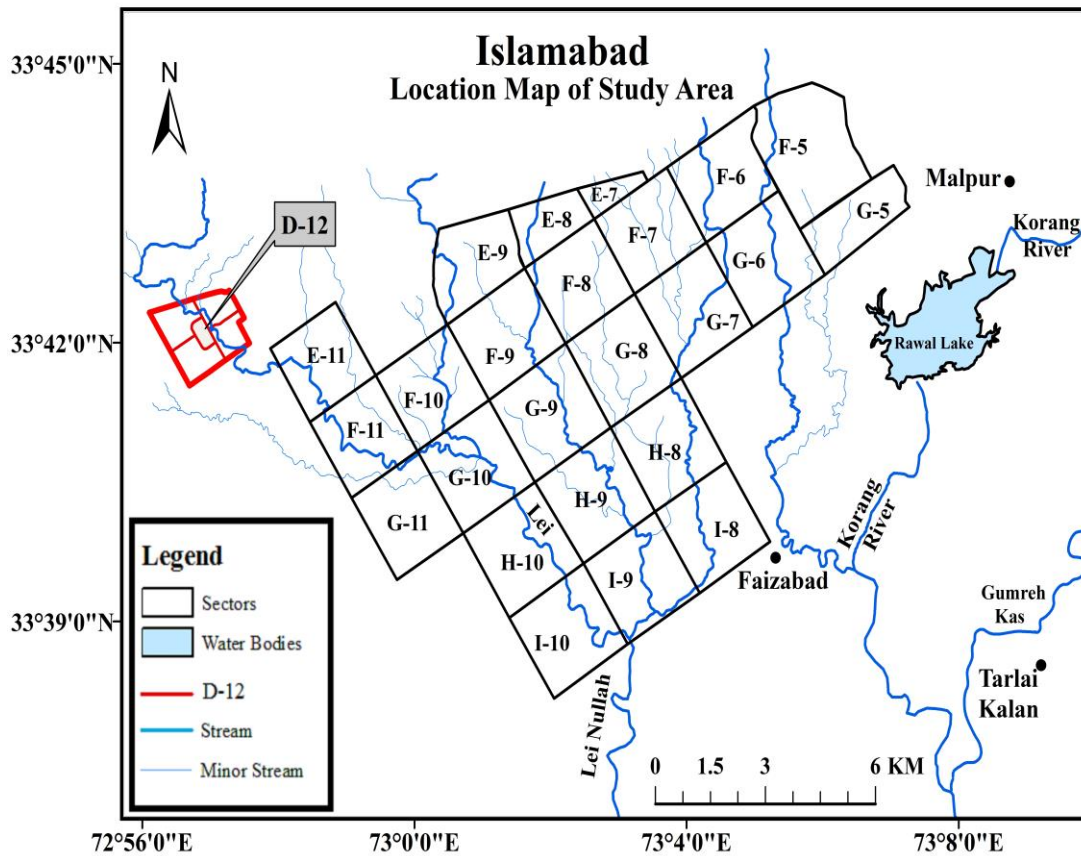 Islamabad
Location Map of Study Area
33°45'0"N
33°42'0"N
33°39'0"N
N
D-12
E-7
E-8
E-9
E-11
F-5
F-6
F-7
F-8
F-9
F-10
F-11
G-5
G-6
G-7
G-8
G-9
G-10
G-11
H-8
H-9
H-10
I-8
I-9
I-10
Malpur
Korang
River
Rawal Lake
Korang
River
Lei
Faizabad
Gumreh
Kas
Tarlai
Kalan
Lei Nullah
Legend
Sectors
Water Bodies
D-12
Stream
Minor Stream
0 1.5 3 6 KM
72°56'0"E
73°0'0"E
73°4'0"E
73°8'0"E